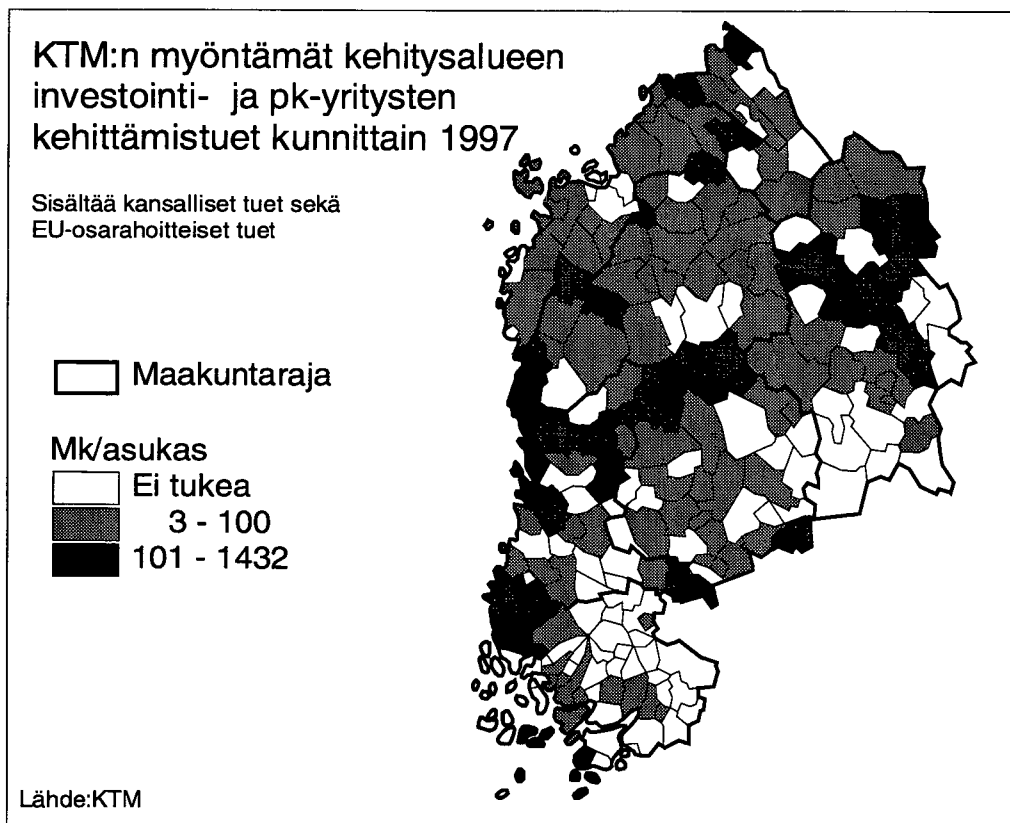 KTM:n myöntämät kehitysalueen
investointi- ja pk-yritysten
kehittämistuet kunnittain 1997
Sisältää kansalliset tuet sekä
EU-osarahoitteiset tuet
Maakuntaraja
Mk/asukas
Ei tukea
3 - 100
101 - 1432
Lähde:KTM